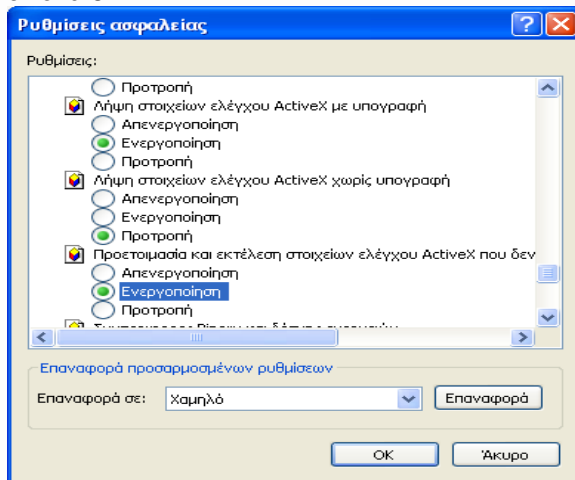 Ρυθμίσεις ασφαλείας
Ρυθμίσεις:
Προτροπή
Λήψη στοιχείων ελέγχου ActiveX με υπογραφή
Απενεργοποίηση
Ενεργοποίηση
Προτροπή
Λήψη στοιχείων ελέγχου ActiveX χωρίς υπογραφή
Απενεργοποίηση
Ενεργοποίηση
Προτροπή
Προετοιμασία και εκτέλεση στοιχείων ελέγχου ActiveX που δεν
Απενεργοποίηση
Ενεργοποίηση
Προτροπή
Επαναφορά προσαρμοσμένων ρυθμίσεων
Επαναφορά σε: Χαμηλό Επαναφορά
OK Άκυρο